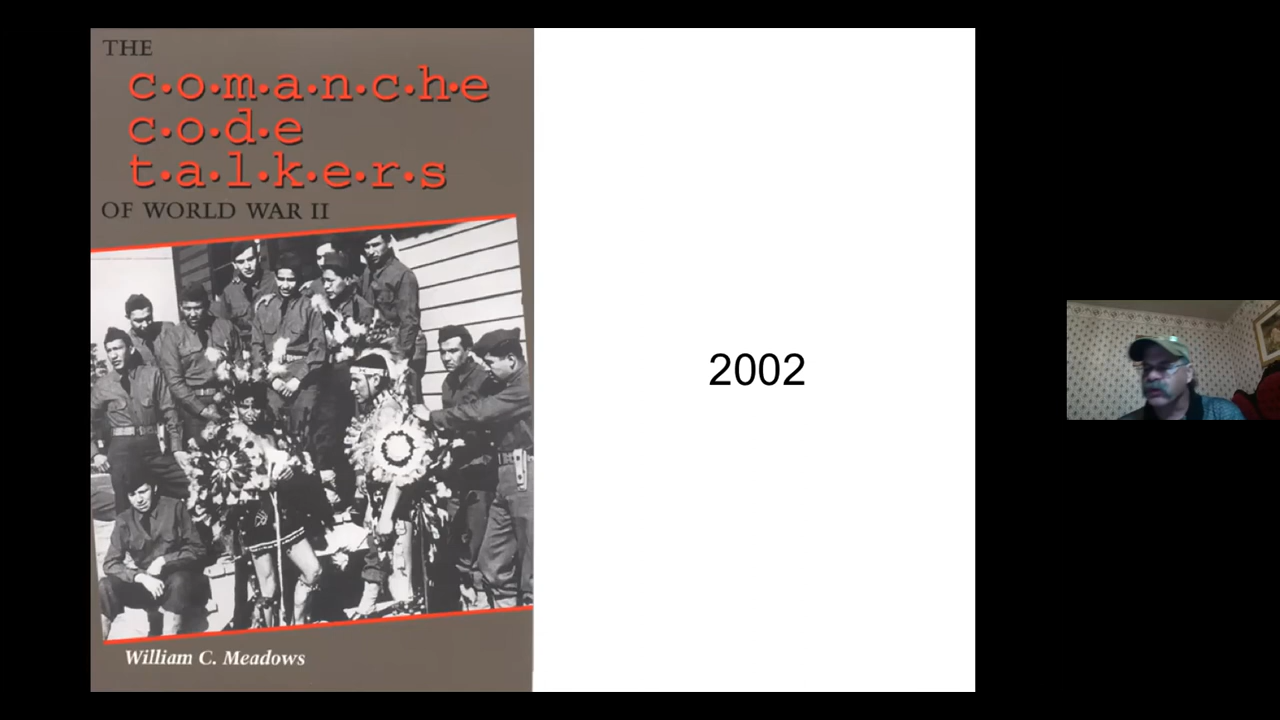 THE
c·o·m·a·n·c·h·e
c·o·d·e
t·a·l·k·e·r·s
OF WORLD WAR II
William C. Meadows
2002